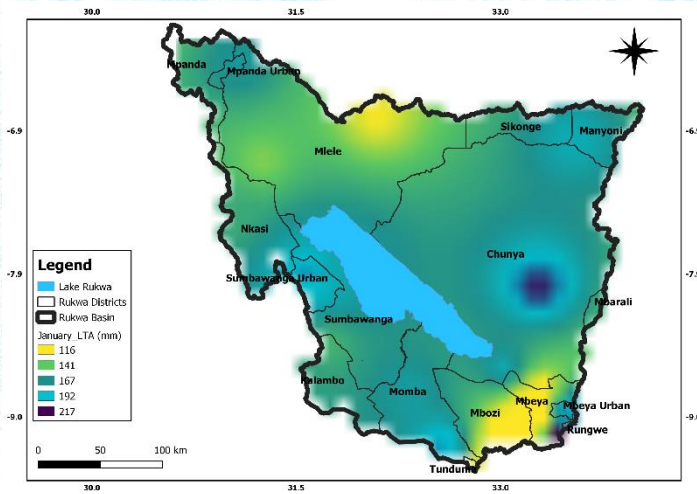 30.0 31.5 33.0
Mpanda
Mpanda Urban
-6.9 -6.9
Sikonge
Manyoni
Mlele
Nkasi
Chunya
Legend
Lake Rukwa
Rukwa Districts
Rukwa Basin
January_LTA (mm)
116
141
167
192
217
-7.9 -7.9
Sumbawanga Urban
Mbarali
Sumbawanga
Kalambo
Momba
Mbeya
Mbozi
Mbeya Urban
-9.0 -9.0
Rungwe
0 50 100 km
30.0 31.5 33.0